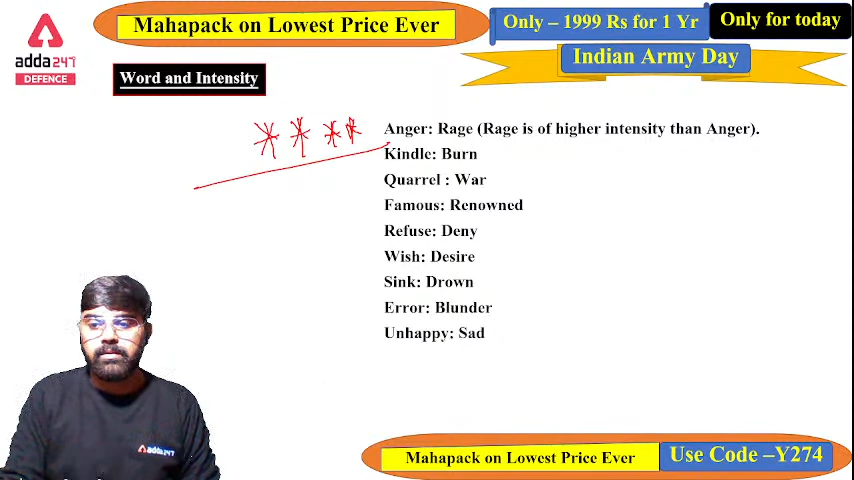 Mahapack on Lowest Price Ever
Only – 1999 Rs for 1 Yr
Only for today
Indian Army Day
adda247
DEFENCE
Word and Intensity
Anger: Rage (Rage is of higher intensity than Anger).
Kindle: Burn
Quarrel : War
Famous: Renowned
Refuse: Deny
Wish: Desire
Sink: Drown
Error: Blunder
Unhappy: Sad
adda247
Mahapack on Lowest Price Ever
Use Code –Y274